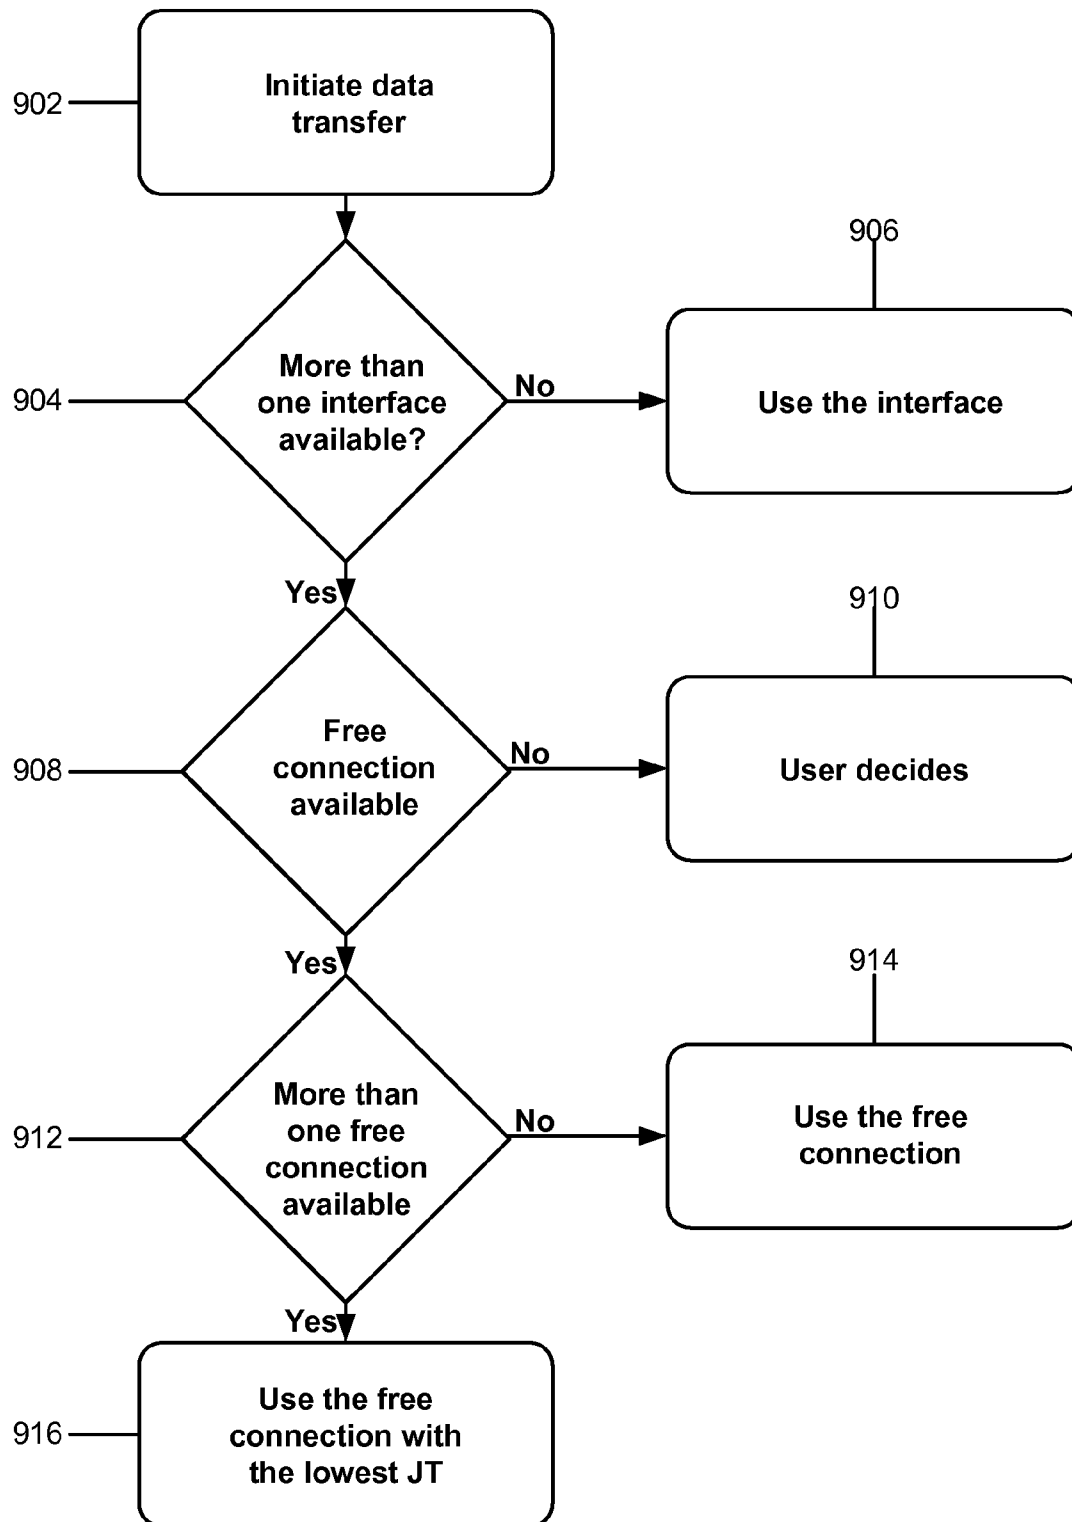 902
Initiate data
transfer
906
904
More than
one interface
available?
No
Use the interface
Yes
910
908
Free
connection
available
No
User decides
Yes
914
912
More than
one free
connection
available
No
Use the free
connection
Yes
916
Use the free
connection with
the lowest JT